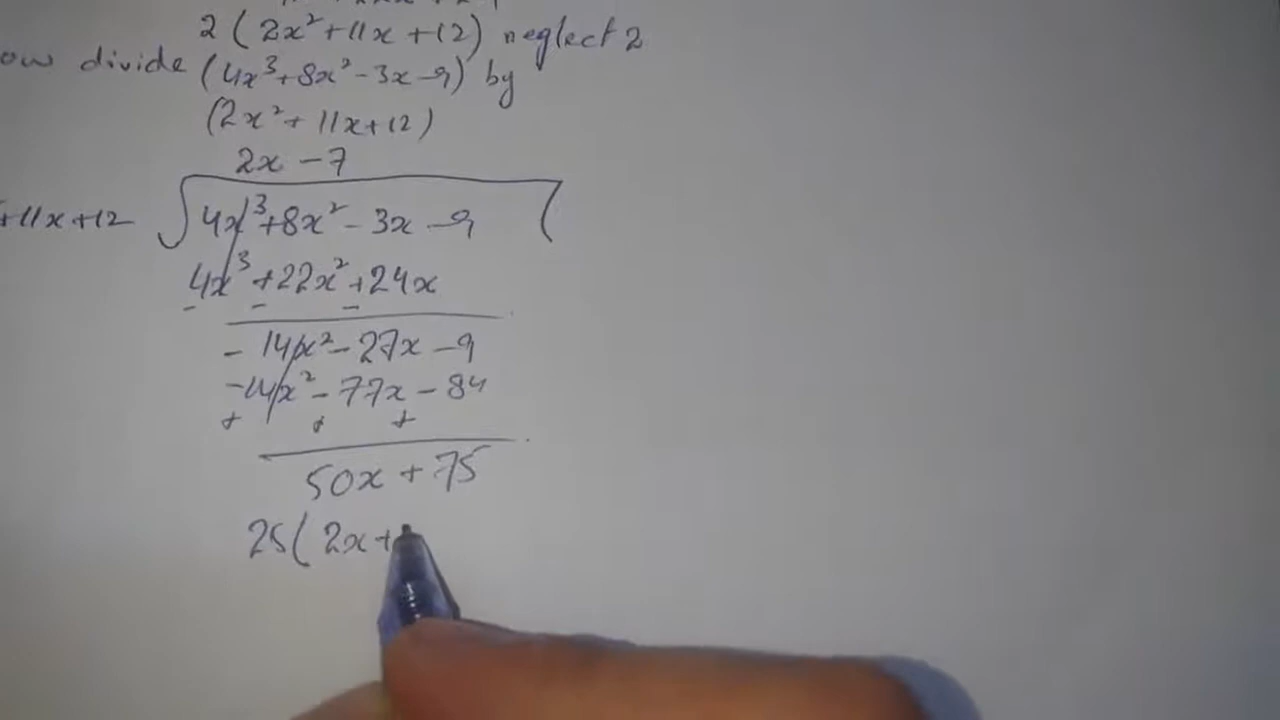 2 ( 2x² + 11x + 12 ) neglect 2
ow divide (4x³ + 8x² - 3x - 9) by
(2x² + 11x + 12)
2x - 7
+ 11x + 12 4x³ + 8x² - 3x - 9 (
4x³ + 22x² + 24x
- - -
- 14x² - 27x - 9
- 14x² - 77x - 84
+ + +
50x + 75
25 ( 2x +